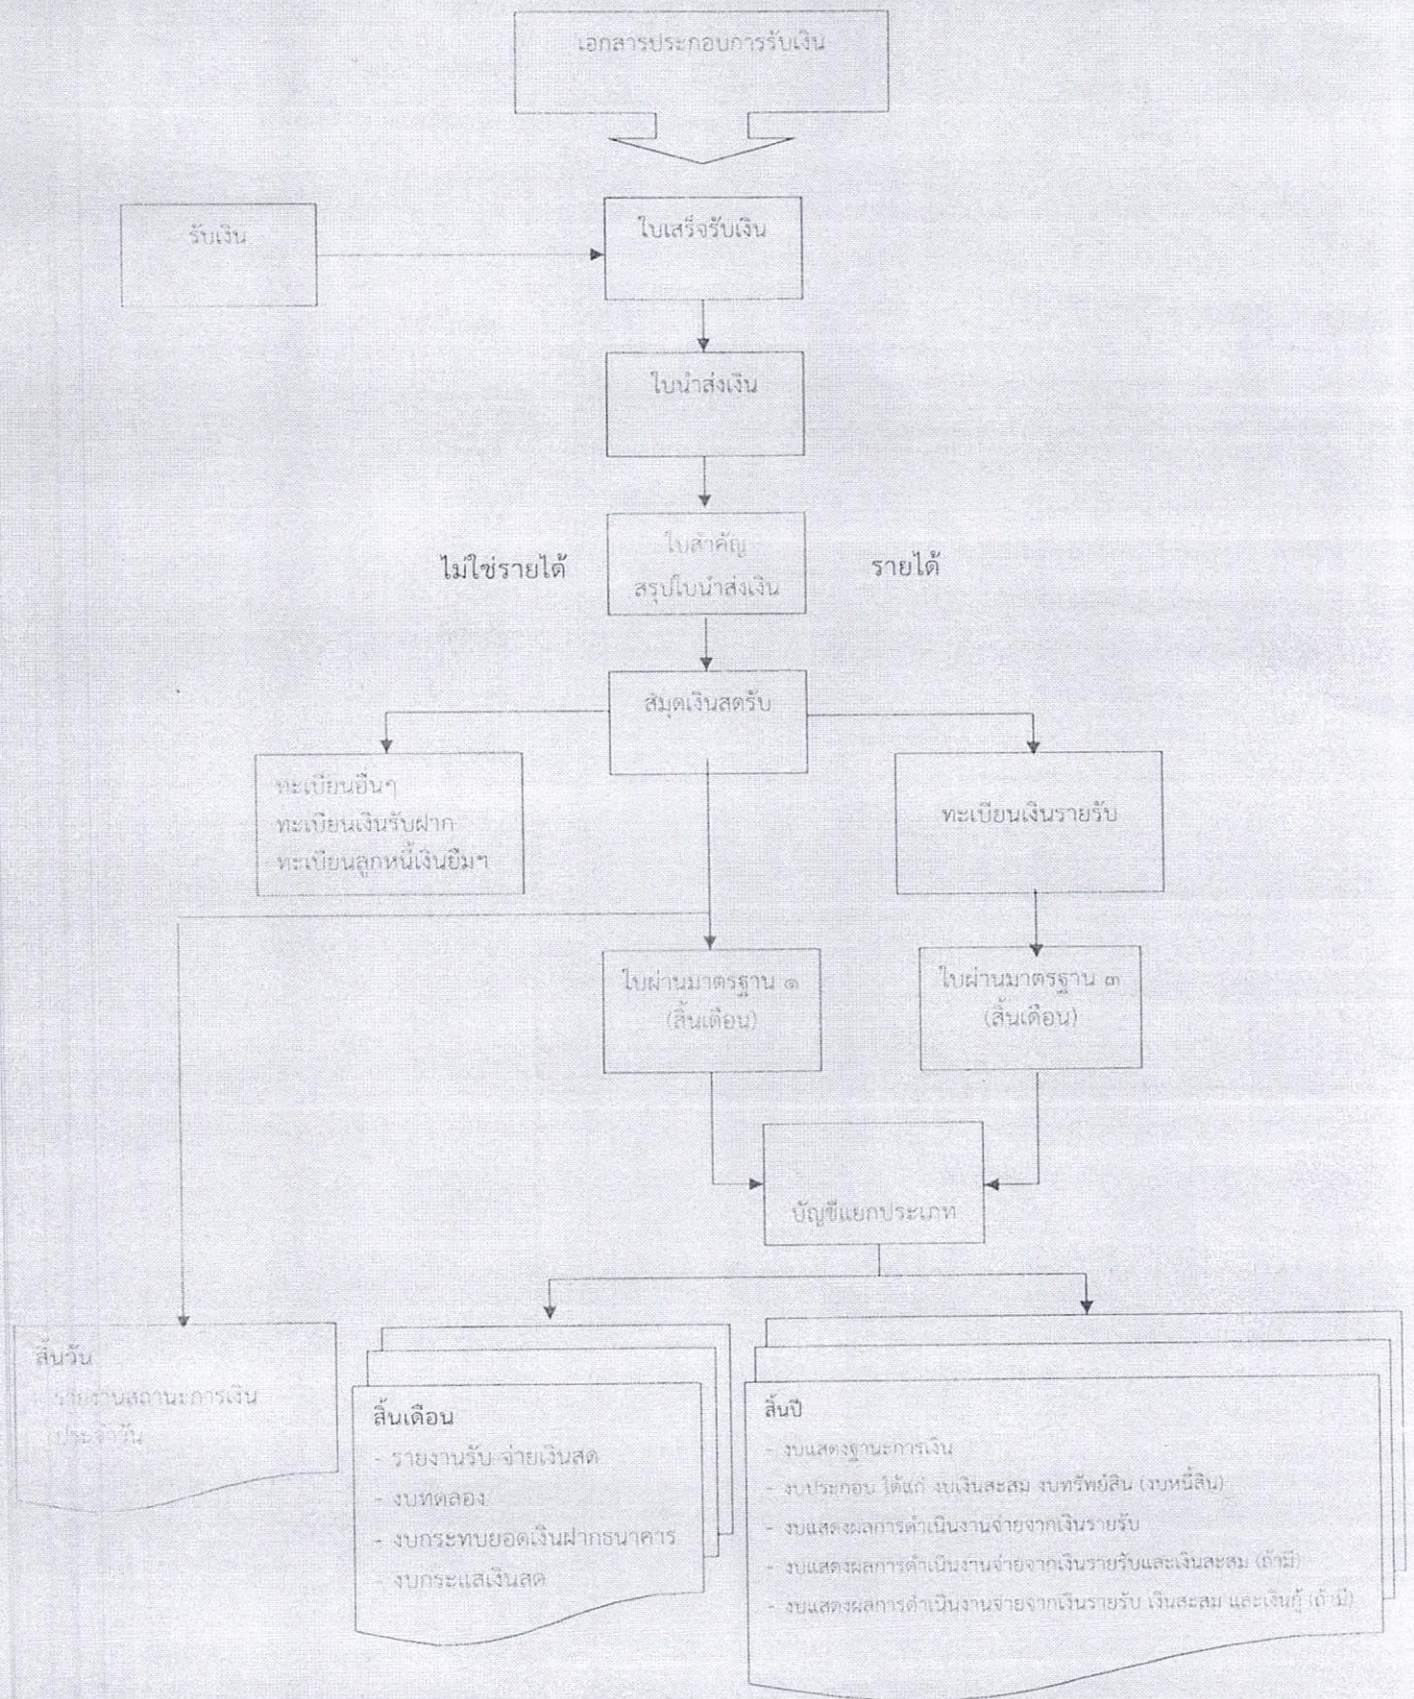 เอกสารประกอบการรับเงิน
รับเงิน
ใบเสร็จรับเงิน
ใบนำส่งเงิน
ไม่ใช่รายได้
ใบสำคัญ
สรุปใบนำส่งเงิน
รายได้
สมุดเงินสดรับ
ทะเบียนอื่นๆ
ทะเบียนเงินรับฝาก
ทะเบียนลูกหนี้เงินยืมฯ
ทะเบียนเงินรายรับ
ใบผ่านมาตรฐาน ๑
(สิ้นเดือน)
ใบผ่านมาตรฐาน ๓
(สิ้นเดือน)
บัญชีแยกประเภท
สิ้นวัน
รายงานสถานะการเงิน
ประจำวัน
สิ้นเดือน
- รายงานรับ จ่ายเงินสด
- งบทดลอง
- งบกระทบยอดเงินฝากธนาคาร
- งบกระแสเงินสด
สิ้นปี
- งบแสดงฐานะการเงิน
- งบประกอบ ได้แก่ งบเงินสะสม งบทรัพย์สิน (งบหนี้สิน)
- งบแสดงผลการดำเนินงานจ่ายจากเงินรายรับ
- งบแสดงผลการดำเนินงานจ่ายจากเงินรายรับและเงินสะสม (ถ้ามี)
- งบแสดงผลการดำเนินงานจ่ายจากเงินรายรับ เงินสะสม และเงินกู้ (ถ้ามี)